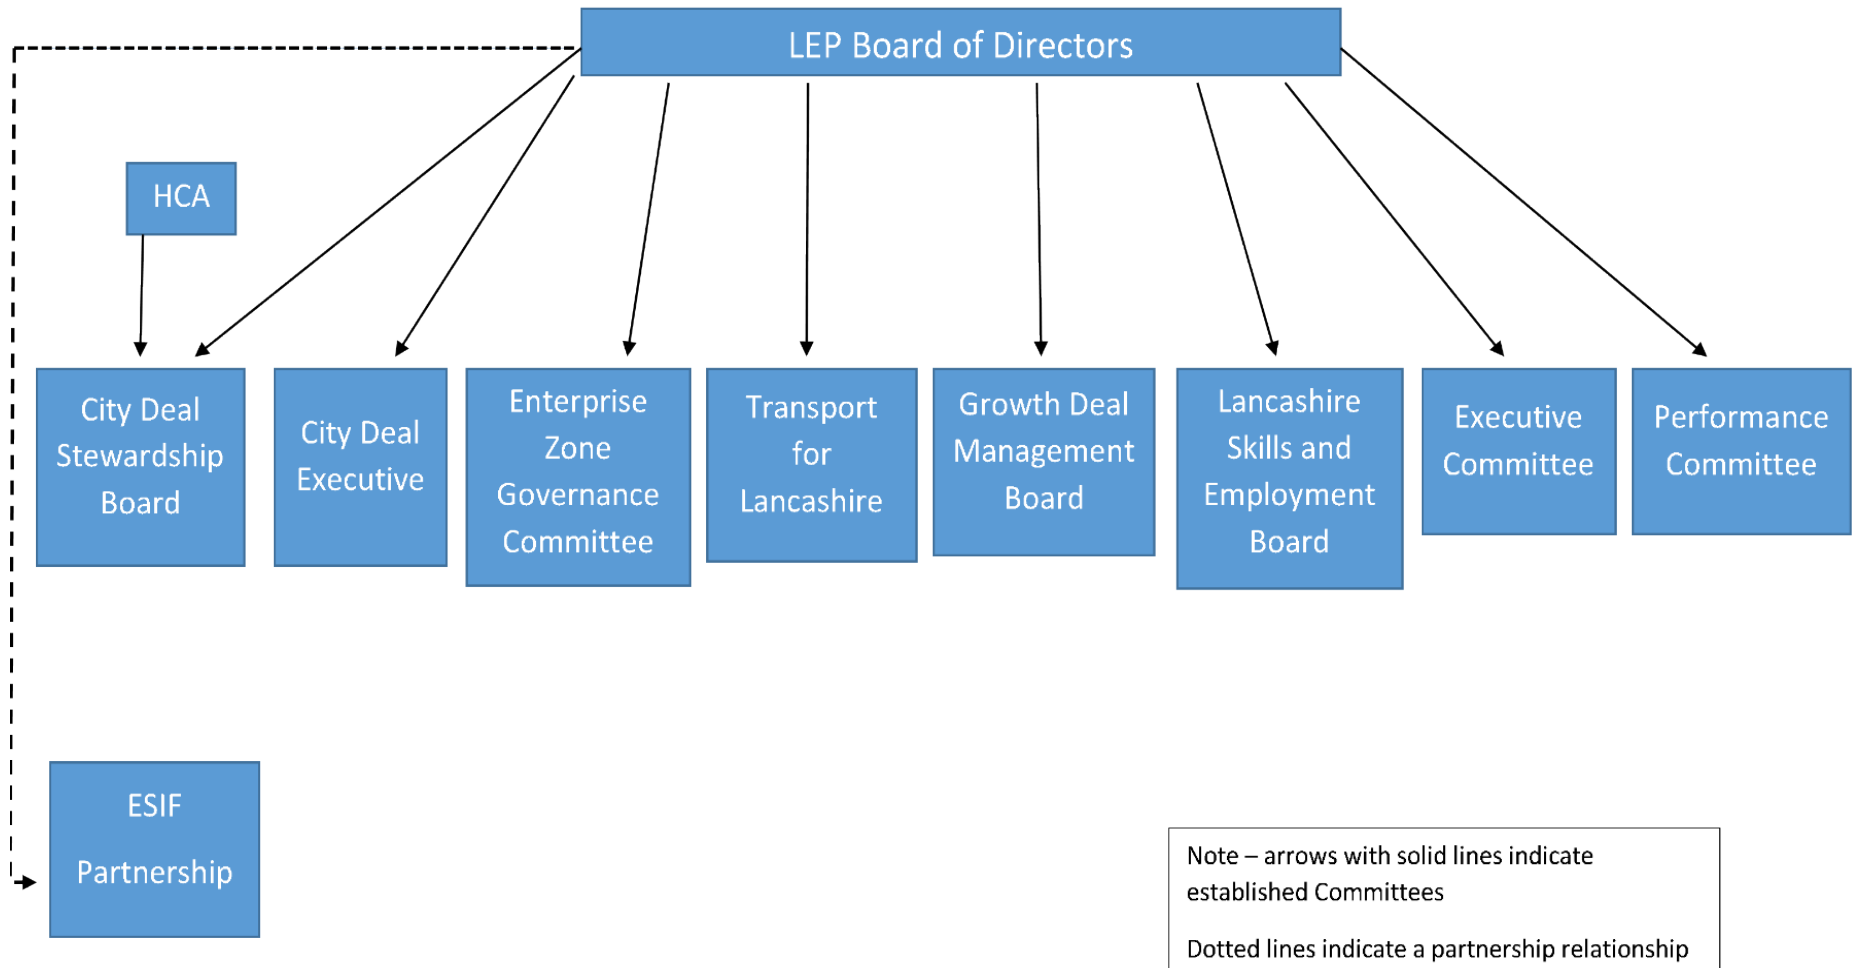 LEP Board of Directors
HCA
City Deal
Stewardship
Board
City Deal
Executive
Enterprise
Zone
Governance
Committee
Transport
for
Lancashire
Growth Deal
Management
Board
Lancashire
Skills and
Employment
Board
Executive
Committee
Performance
Committee
ESIF
Partnership
Note – arrows with solid lines indicate
established Committees
Dotted lines indicate a partnership relationship